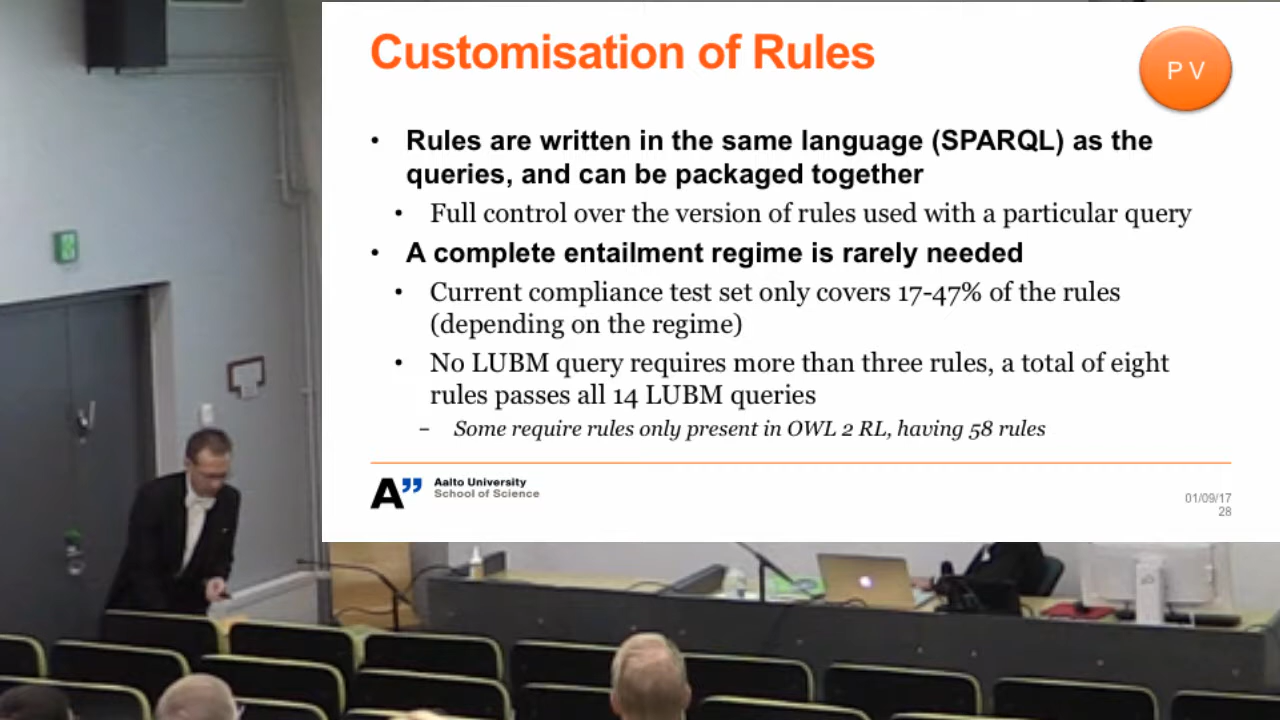 Customisation of Rules
P V
• Rules are written in the same language (SPARQL) as the
queries, and can be packaged together
• Full control over the version of rules used with a particular query
• A complete entailment regime is rarely needed
• Current compliance test set only covers 17-47% of the rules
(depending on the regime)
• No LUBM query requires more than three rules, a total of eight
rules passes all 14 LUBM queries
– Some require rules only present in OWL 2 RL, having 58 rules
A”
Aalto University
School of Science
01/09/17
28